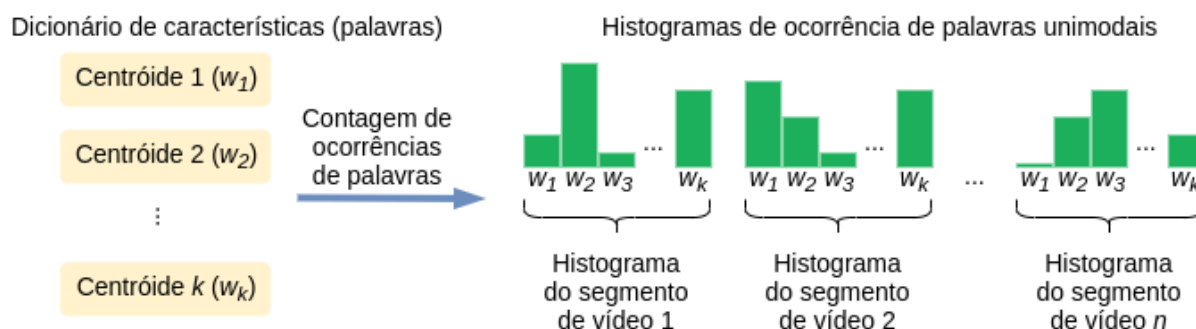 Dicionário de características (palavras)
Centróide 1 (w1)
Centróide 2 (w2)
⋮
Centróide k (wk)
Contagem de
ocorrências
de palavras
Histogramas de ocorrência de palavras unimodais
w1 w2 w3 ... wk
Histograma
do segmento
de vídeo 1
w1 w2 w3 ... wk
Histograma
do segmento
de vídeo 2
...
w1 w2 w3 ... wk
Histograma
do segmento
de vídeo n